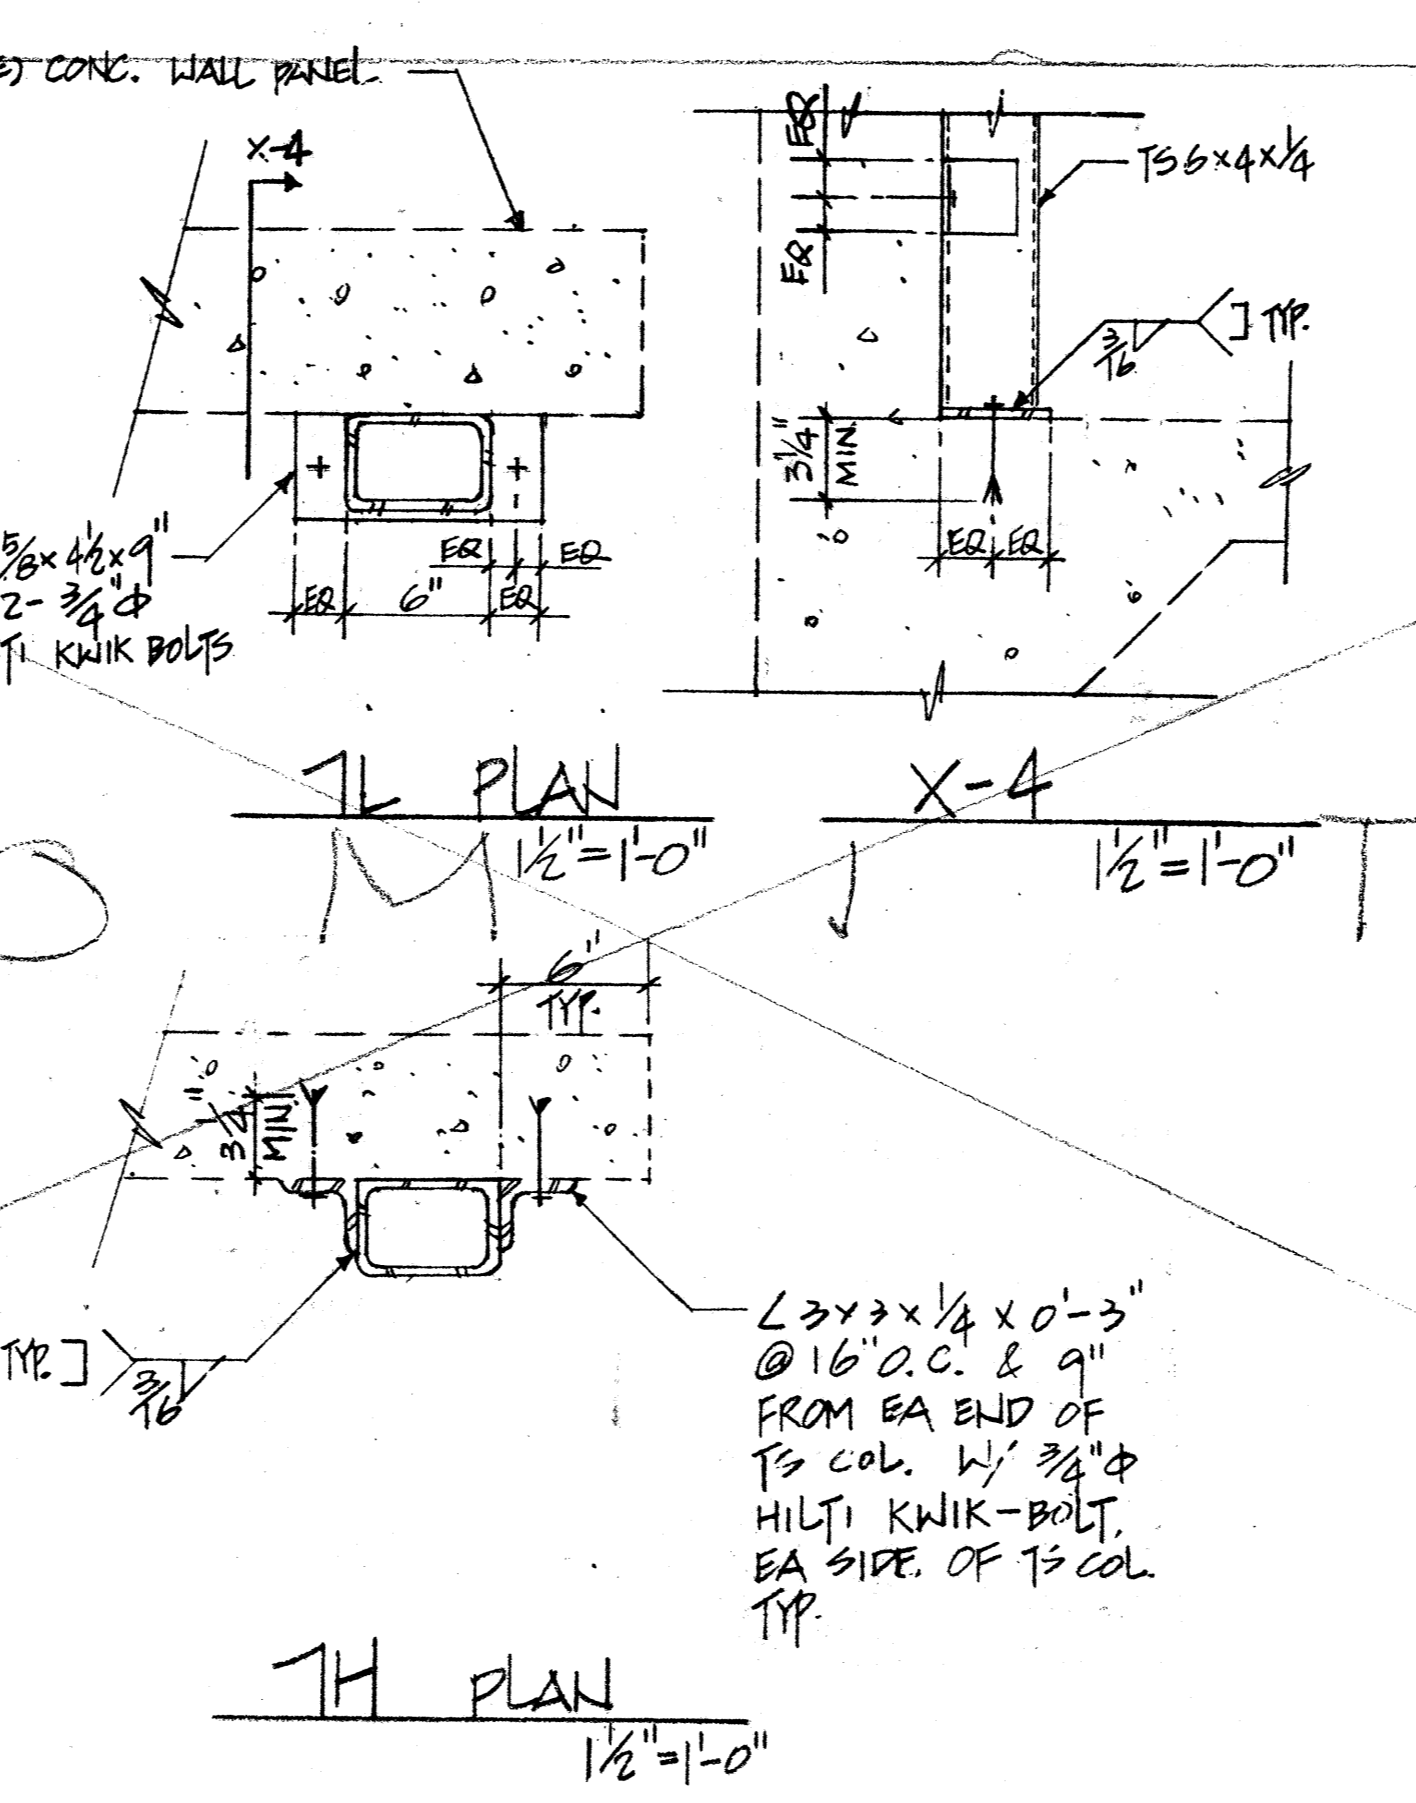 E) CONC. WALL PANEL
X-4
5/8 x 4 1/2 x 9"
2- 3/4"Φ
TI KWIK BOLTS
EQ
EQ
EQ
6"
EQ
1L PLAN
1 1/2" = 1'-0"
EQ
EQ
TS 6 x 4 x 1/4
3/16
TYP.
3 1/4"
MIN.
EQ
EQ
X-4
1 1/2" = 1'-0"
6"
TYP.
3 1/4"
MIN.
TYP.
3/16
L 3 x 3 x 1/4 x 0'-3"
@ 16" O.C. & 9"
FROM EA END OF
TS COL. W/ 3/4"Φ
HILTI KWIK-BOLT.
EA SIDE. OF TS COL.
TYP.
1H PLAN
1 1/2" = 1'-0"